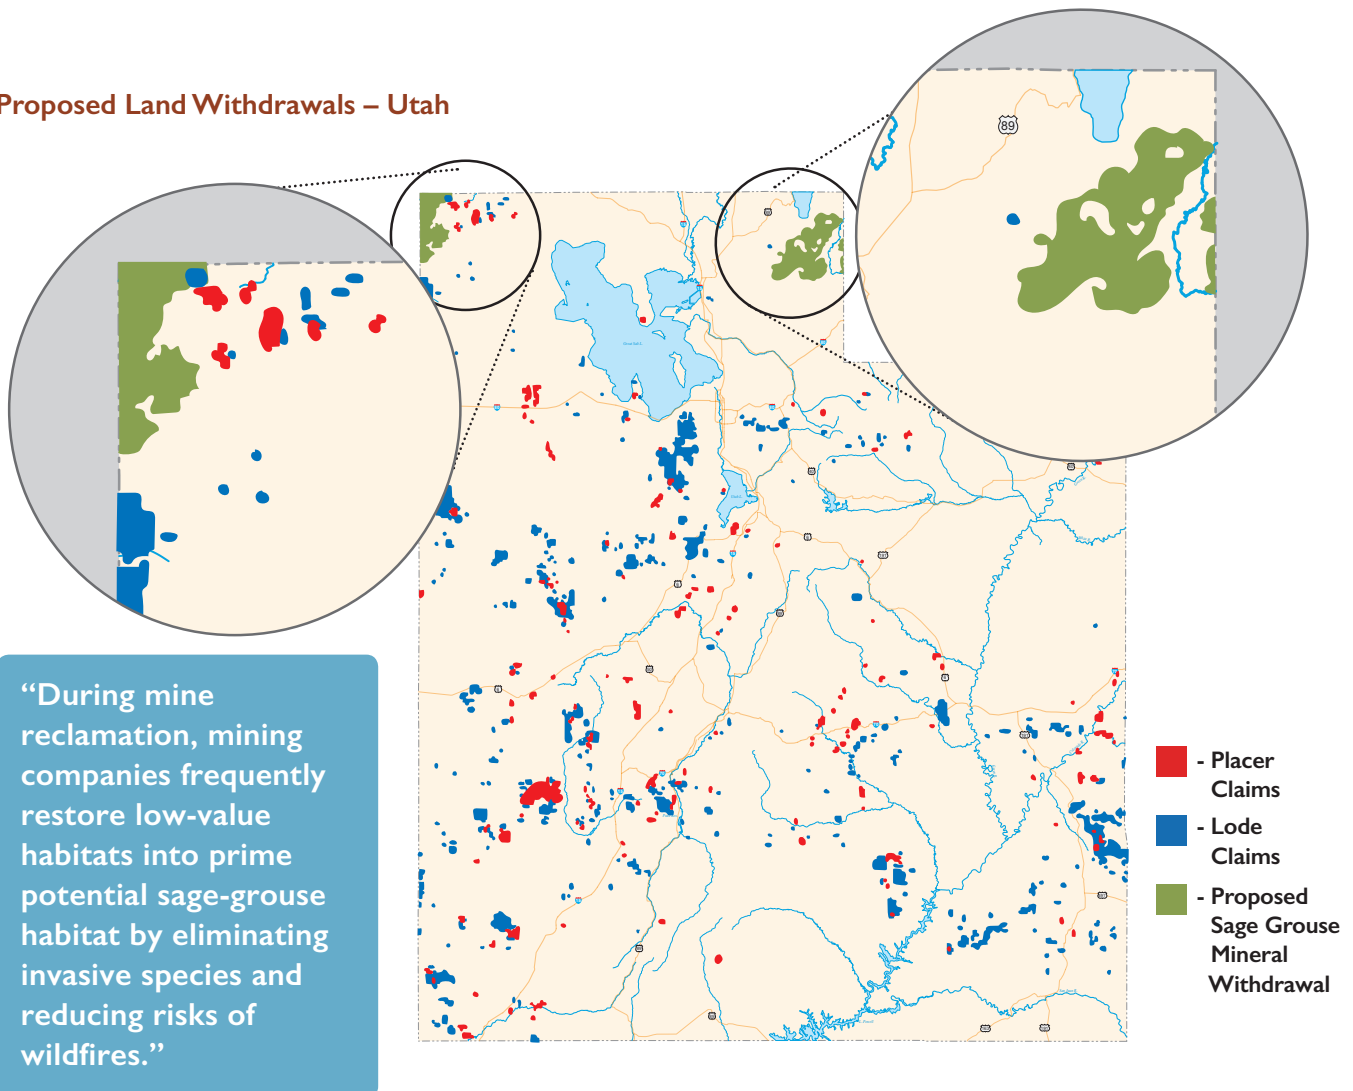 Proposed Land Withdrawals – Utah
89
“During mine
reclamation, mining
companies frequently
restore low-value
habitats into prime
potential sage-grouse
habitat by eliminating
invasive species and
reducing risks of
wildfires.”
- Placer
Claims
- Lode
Claims
- Proposed
Sage Grouse
Mineral
Withdrawal